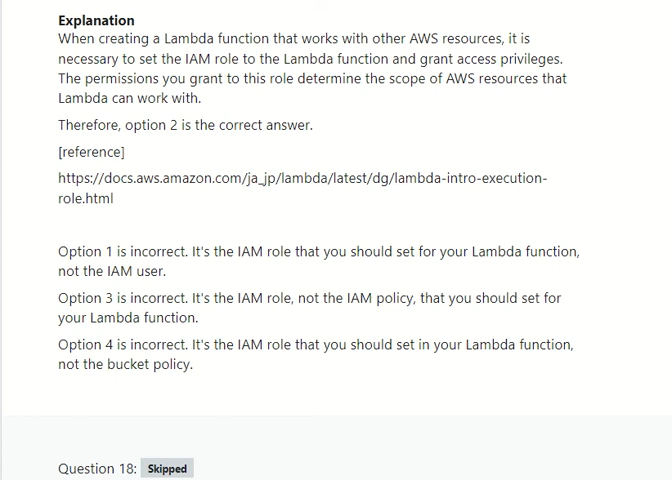 Explanation
When creating a Lambda function that works with other AWS resources, it is
necessary to set the IAM role to the Lambda function and grant access privileges.
The permissions you grant to this role determine the scope of AWS resources that
Lambda can work with.
Therefore, option 2 is the correct answer.
[reference]
https://docs.aws.amazon.com/ja_jp/lambda/latest/dg/lambda-intro-execution-
role.html
Option 1 is incorrect. It's the IAM role that you should set for your Lambda function,
not the IAM user.
Option 3 is incorrect. It's the IAM role, not the IAM policy, that you should set for
your Lambda function.
Option 4 is incorrect. It's the IAM role that you should set in your Lambda function,
not the bucket policy.
Question 18: Skipped